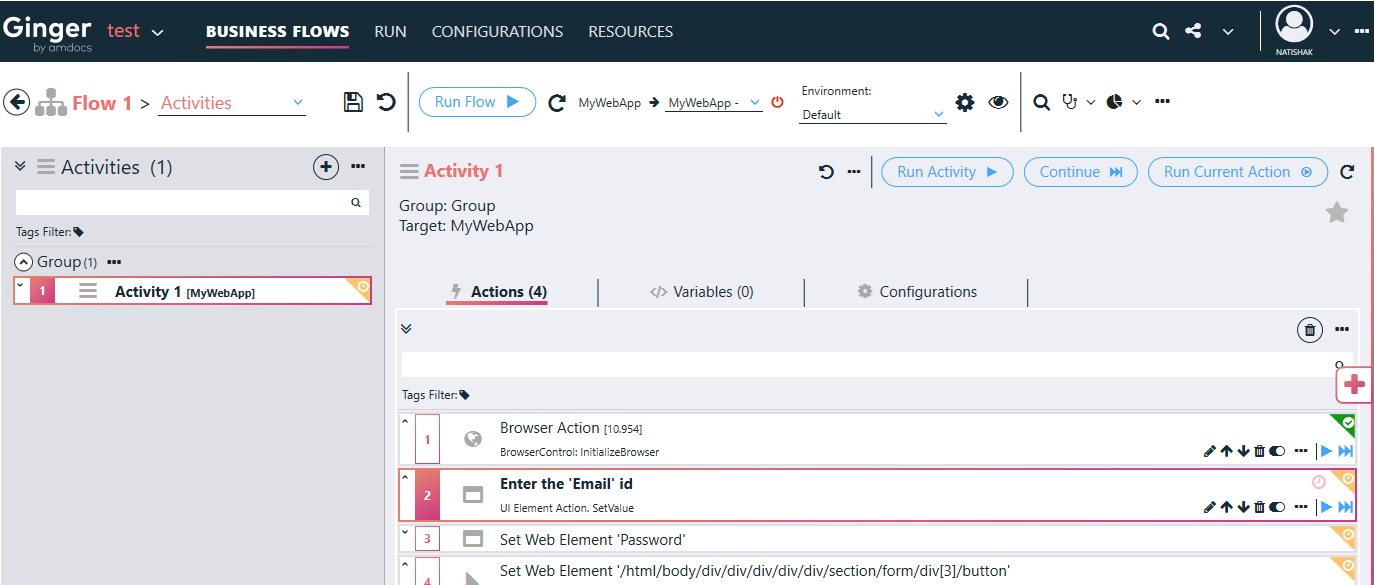 Ginger
by amdocs
test
BUSINESS FLOWS
RUN
CONFIGURATIONS
RESOURCES
NATISHAK
Flow 1 > Activities
Run Flow
MyWebApp
MyWebApp -
Environment:
Default
Activities (1)
Tags Filter:
Group (1)
1
Activity 1 [MyWebApp]
Activity 1
Run Activity
Continue
Run Current Action
Group: Group
Target: MyWebApp
Actions (4)
Variables (0)
Configurations
Tags Filter:
1
Browser Action [10.954]
BrowserControl: InitializeBrowser
2
Enter the 'Email' id
UI Element Action. SetValue
3
Set Web Element 'Password'
4
Set Web Element '/html/body/div/div/div/div/div/section/form/div[3]/button'